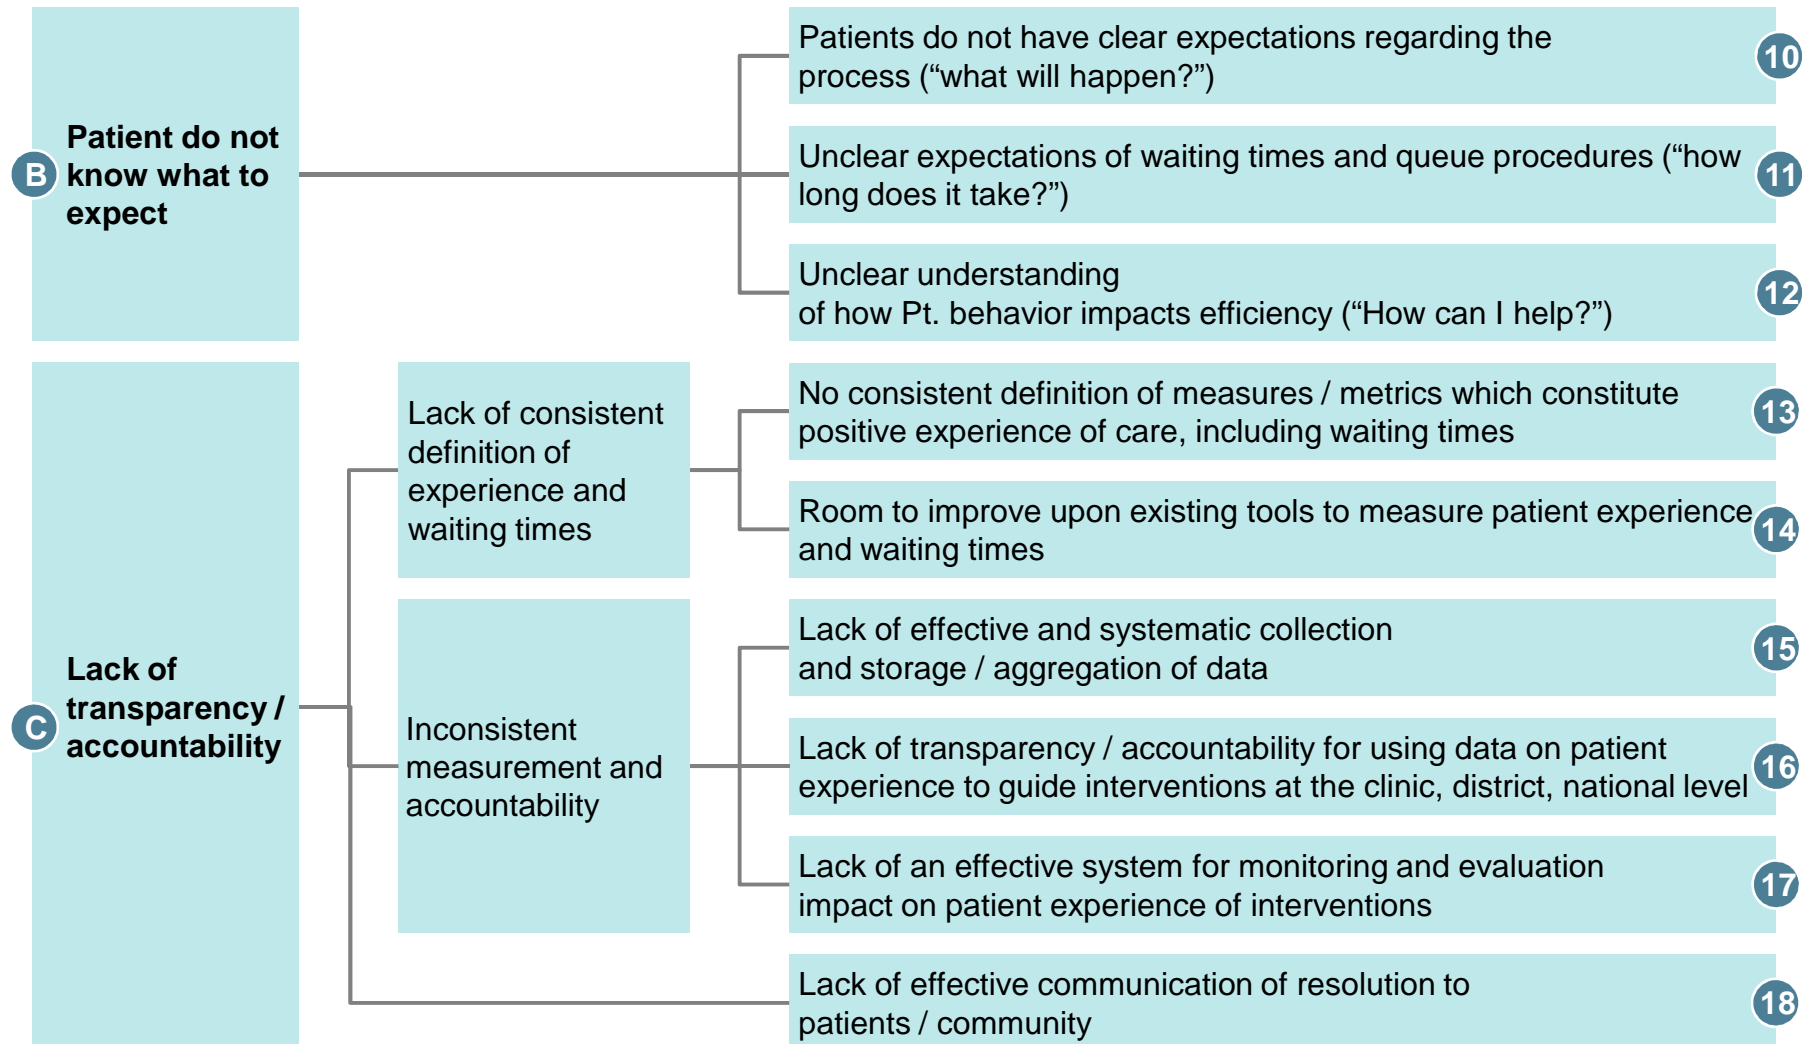 B
Patient do not
know what to
expect
Patients do not have clear expectations regarding the
process (“what will happen?”)
10
Unclear expectations of waiting times and queue procedures (“how
long does it take?”)
11
Unclear understanding
of how Pt. behavior impacts efficiency (“How can I help?”)
12
C
Lack of
transparency /
accountability
Lack of consistent
definition of
experience and
waiting times
No consistent definition of measures / metrics which constitute
positive experience of care, including waiting times
13
Room to improve upon existing tools to measure patient experience
and waiting times
14
Inconsistent
measurement and
accountability
Lack of effective and systematic collection
and storage / aggregation of data
15
Lack of transparency / accountability for using data on patient
experience to guide interventions at the clinic, district, national level
16
Lack of an effective system for monitoring and evaluation
impact on patient experience of interventions
17
Lack of effective communication of resolution to
patients / community
18